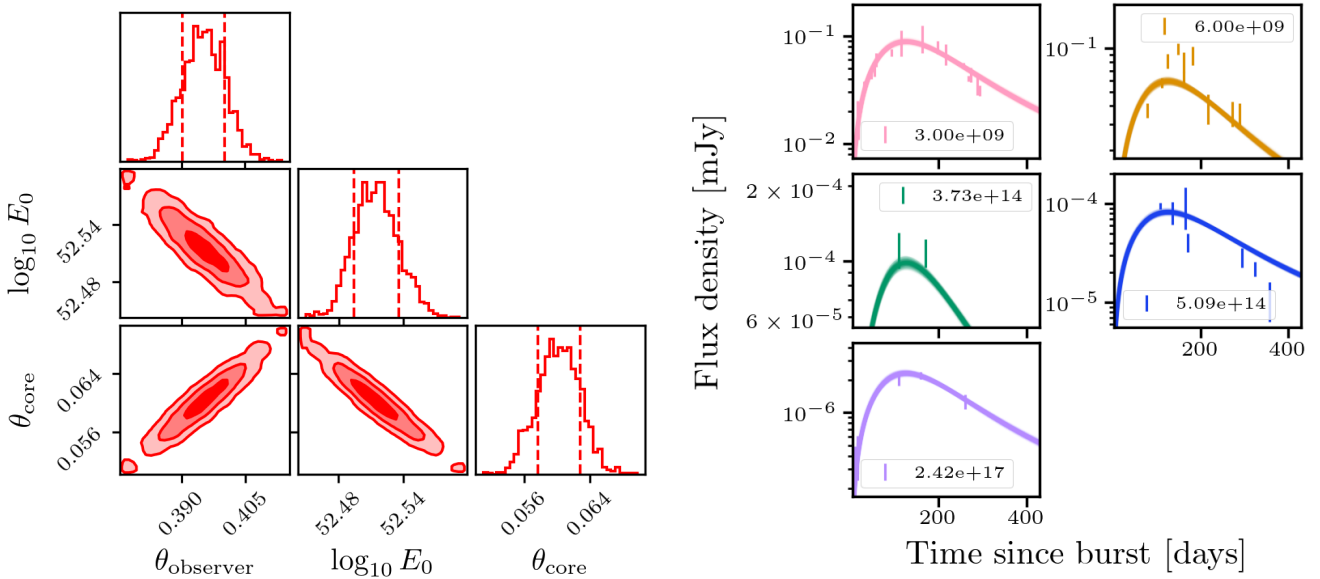 log₁₀ E₀
52.54
52.48
θcore
0.064
0.056
0.390
0.405
52.48
52.54
0.056
0.064
θobserver
log₁₀ E₀
θcore
Flux density [mJy]
10⁻¹
10⁻²
3.00e+09
10⁻¹
6.00e+09
2 × 10⁻⁴
10⁻⁴
6 × 10⁻⁵
3.73e+14
10⁻⁴
10⁻⁵
5.09e+14
200
400
10⁻⁶
2.42e+17
200
400
Time since burst [days]